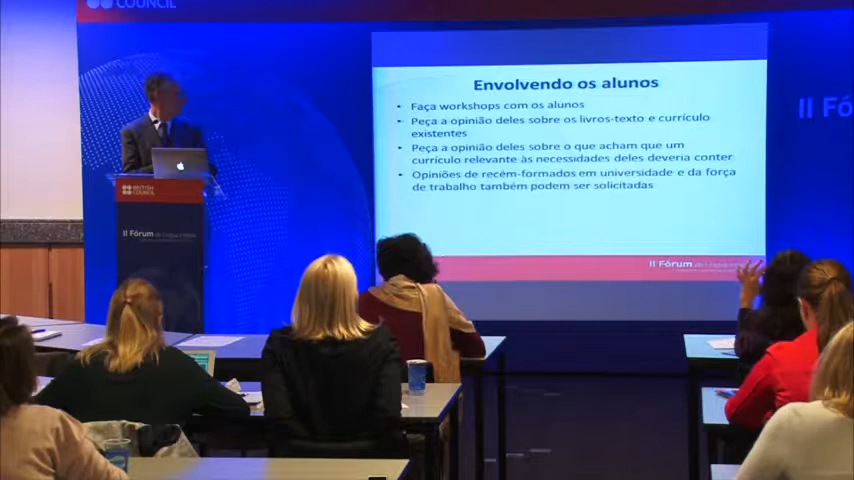 COUNCIL
Envolvendo os alunos
• Faça workshops com os alunos
• Peça a opinião deles sobre os livros-texto e currículo
existentes
• Peça a opinião deles sobre o que acham que um
currículo relevante às necessidades deles deveria conter
• Opiniões de recém-formados em universidade e da força
de trabalho também podem ser solicitadas
II Fórum
BRITISH
COUNCIL
II Fórum
II Fó